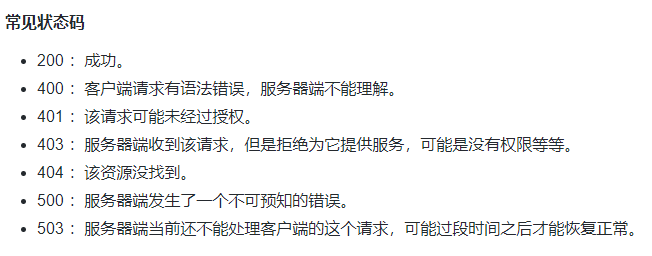 常见状态码
200 ：成功。
400 ：客户端请求有语法错误，服务器端不能理解。
401 ：该请求可能未经过授权。
403 ：服务器端收到该请求，但是拒绝为它提供服务，可能是没有权限等等。
404 ：该资源没找到。
500 ：服务器端发生了一个不可预知的错误。
503 ：服务器端当前还不能处理客户端的这个请求，可能过段时间之后才能恢复正常。